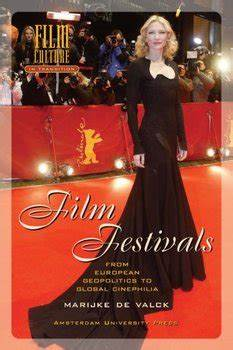 FILM
CULTURE
IN TRANSITION
Film
Festivals
FROM
EUROPEAN
GEOPOLITICS TO
GLOBAL CINEPHILIA
MARIJKE DE VALCK
AMSTERDAM UNIVERSITY PRESS